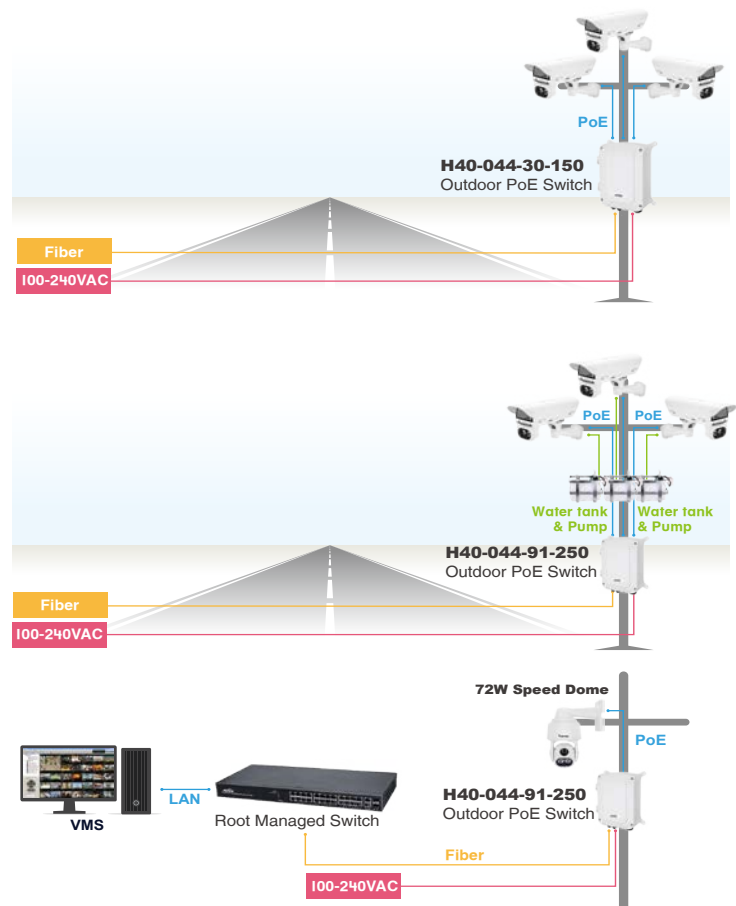 PoE
H40-044-30-150
Outdoor PoE Switch
Fiber
100-240VAC
PoE PoE
Water tank Water tank
& Pump & Pump
H40-044-91-250
Outdoor PoE Switch
Fiber
100-240VAC
72W Speed Dome
PoE
LAN
VMS
Root Managed Switch
H40-044-91-250
Outdoor PoE Switch
Fiber
100-240VAC